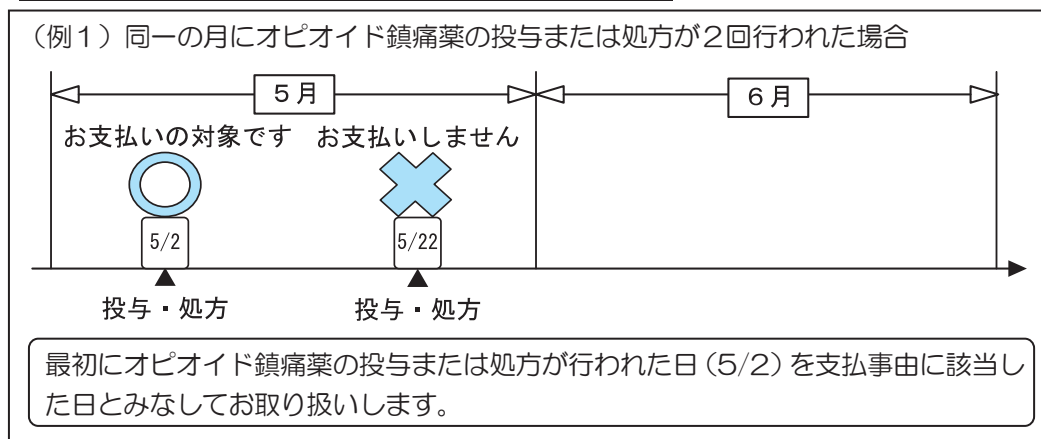 （例１）同一の月にオピオイド鎮痛薬の投与または処方が２回行われた場合
５月
６月
お支払いの対象です
お支払いしません
5/2
5/22
投与・処方
投与・処方
最初にオピオイド鎮痛薬の投与または処方が行われた日（5/2）を支払事由に該当し
た日とみなしてお取り扱いします。